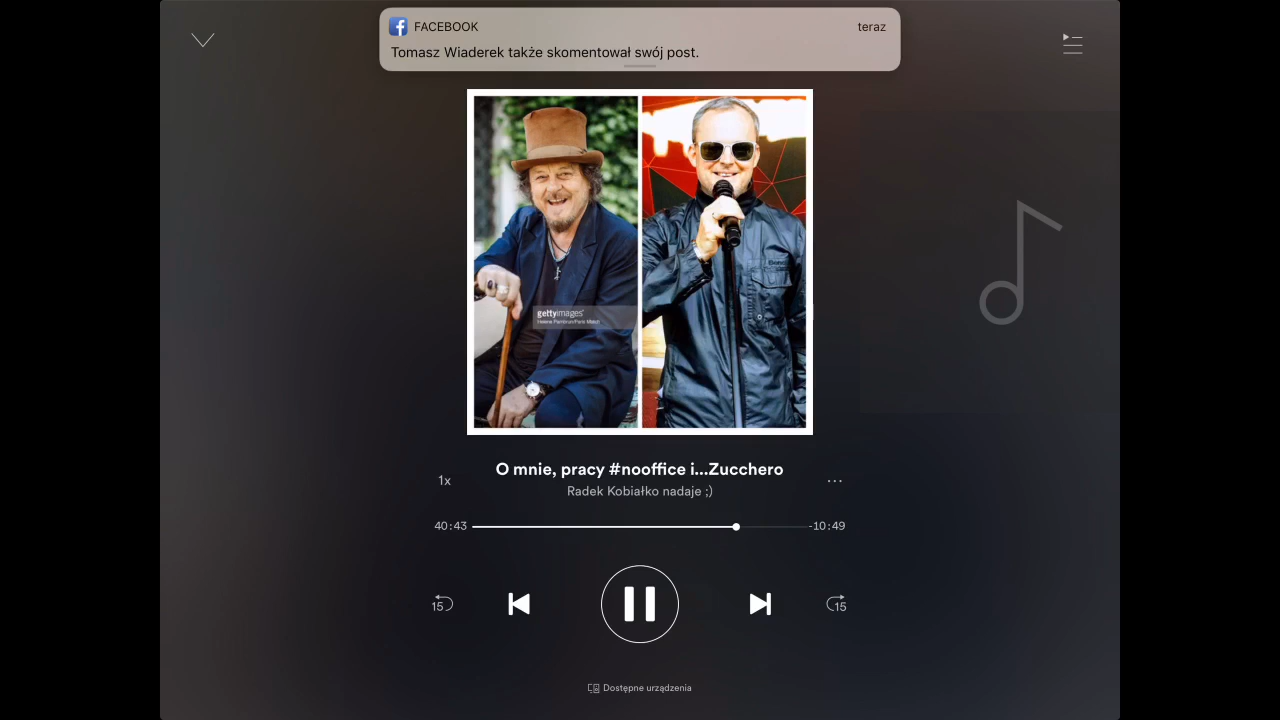 FACEBOOK teraz
Tomasz Wiaderek także skomentował swój post.
gettyimages®
O mnie, pracy #nooffice i...Zucchero
1x
Radek Kobiałko nadaje ;)
40:43 -10:49
15 15
Dostępne urządzenia